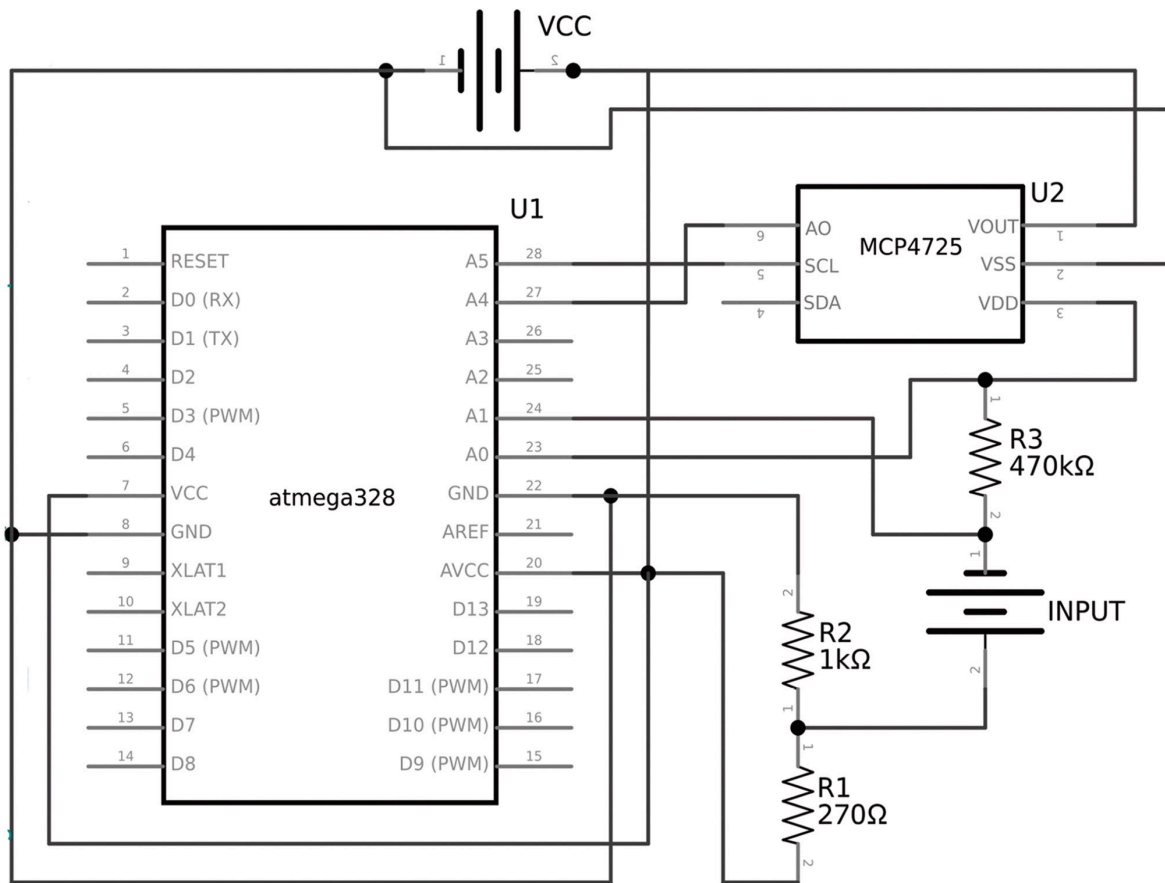 VCC
1
2
U1
U2
1 RESET
2 D0 (RX)
3 D1 (TX)
4 D2
5 D3 (PWM)
6 D4
7 VCC
8 GND
9 XLAT1
10 XLAT2
11 D5 (PWM)
12 D6 (PWM)
13 D7
14 D8
atmega328
A5 28
A4 27
A3 26
A2 25
A1 24
A0 23
GND 22
AREF 21
AVCC 20
D13 19
D12 18
D11 (PWM) 17
D10 (PWM) 16
D9 (PWM) 15
6 AO
5 SCL
4 SDA
MCP4725
VOUT 1
VSS 2
VDD 3
1
R3
470kΩ
2
1
INPUT
2
2
R2
1kΩ
1
1
R1
270Ω
2